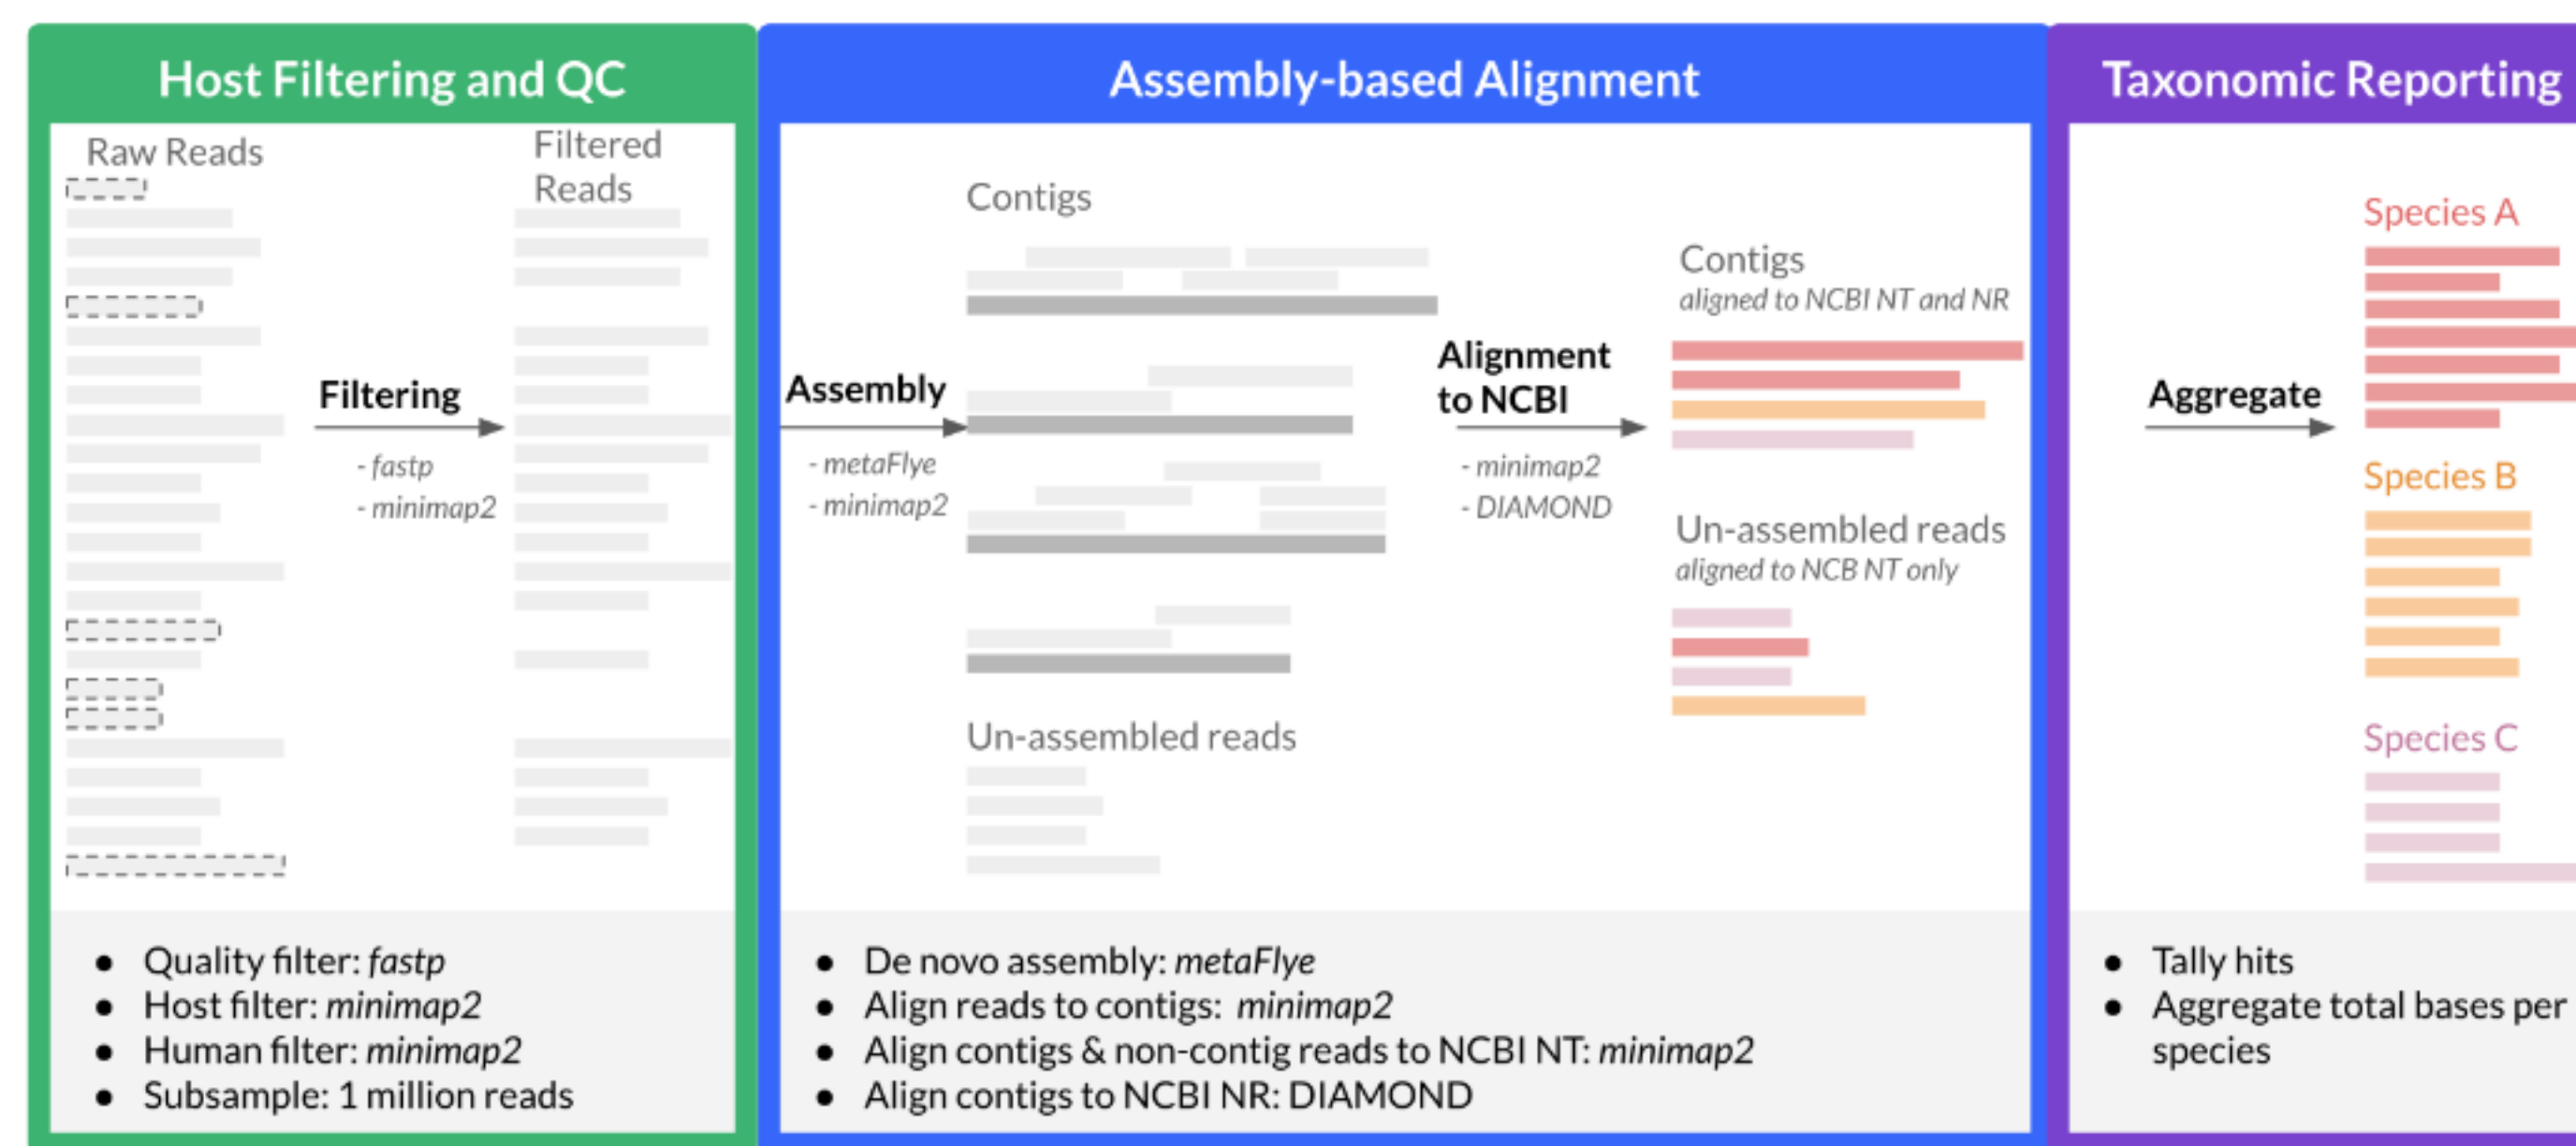 Host Filtering and QC
Raw Reads
Filtered
Reads
Filtering
- fastp
- minimap2
● Quality filter: fastp
● Host filter: minimap2
● Human filter: minimap2
● Subsample: 1 million reads
Assembly-based Alignment
Assembly
- metaFlye
- minimap2
Contigs
Un-assembled reads
Alignment
to NCBI
- minimap2
- DIAMOND
Contigs
aligned to NCBI NT and NR
Un-assembled reads
aligned to NCB NT only
● De novo assembly: metaFlye
● Align reads to contigs: minimap2
● Align contigs & non-contig reads to NCBI NT: minimap2
● Align contigs to NCBI NR: DIAMOND
Taxonomic Reporting
Aggregate
Species A
Species B
Species C
● Tally hits
● Aggregate total bases per
species